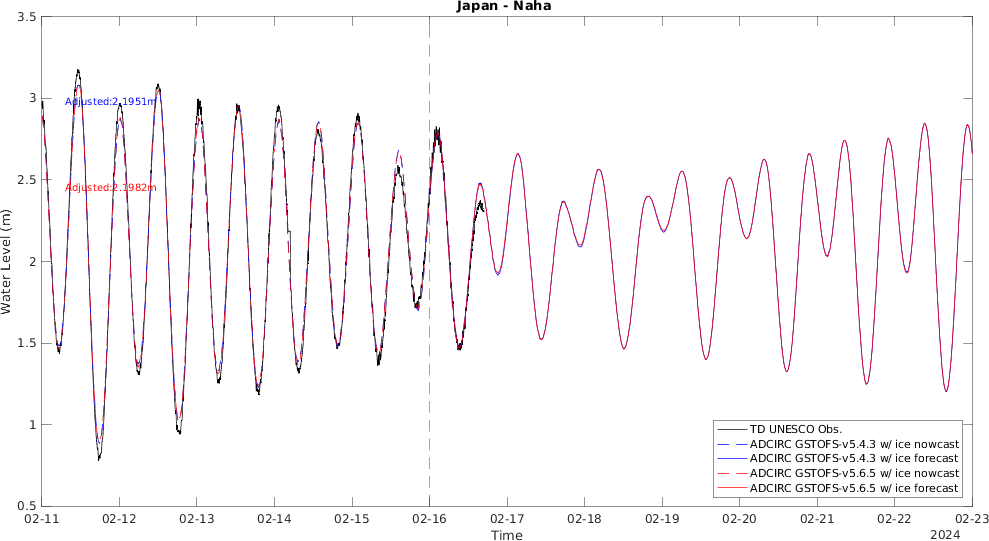 Japan - Naha
3.5
3
2.5
2
1.5
1
0.5
Water Level (m)
Adjusted:2.1951m
Adjusted:2.1982m
TD UNESCO Obs.
ADCIRC GSTOFS-v5.4.3 w/ ice nowcast
ADCIRC GSTOFS-v5.4.3 w/ ice forecast
ADCIRC GSTOFS-v5.6.5 w/ ice nowcast
ADCIRC GSTOFS-v5.6.5 w/ ice forecast
02-11 02-12 02-13 02-14 02-15 02-16 02-17 02-18 02-19 02-20 02-21 02-22 02-23
Time
2024